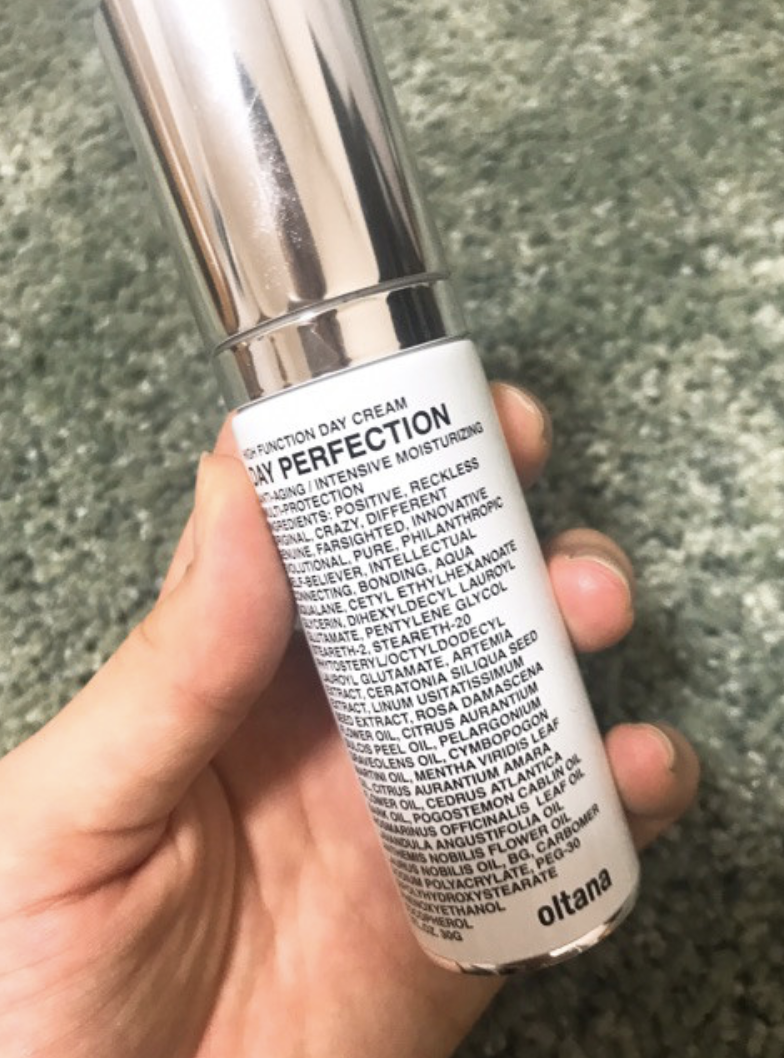 HIGH FUNCTION DAY CREAM
DAY PERFECTION
ANTI-AGING / INTENSIVE MOISTURIZING
MULTI-PROTECTION
INGREDIENTS: POSITIVE, RECKLESS
ORIGINAL, CRAZY, DIFFERENT
GENUINE, FARSIGHTED, INNOVATIVE
PURE, PHILANTHROPIC
SELF-BELIEVER, INTELLECTUAL
CONNECTING, BONDING, AQUA
SQUALANE, CETYL ETHYLHEXANOATE
GLYCERIN, DIHEXYLDECYL LAUROYL
GLUTAMATE, PENTYLENE GLYCOL
STEARETH-2, STEARETH-20
PHYTOSTERYL/OCTYLDODECYL
LAUROYL GLUTAMATE, ARTEMIA
EXTRACT, CERATONIA SILIQUA SEED
EXTRACT, LINUM USITATISSIMUM
SEED EXTRACT, ROSA DAMASCENA
FLOWER OIL, CITRUS AURANTIUM
DULCIS PEEL OIL, PELARGONIUM
GRAVEOLENS OIL, CYMBOPOGON
MARTINI OIL, MENTHA VIRIDIS LEAF
OIL, CITRUS AURANTIUM AMARA
FLOWER OIL, CEDRUS ATLANTICA
BARK OIL, POGOSTEMON CABLIN OIL
ROSMARINUS OFFICINALIS LEAF OIL
LAVANDULA ANGUSTIFOLIA OIL
ANTHEMIS NOBILIS FLOWER OIL
NOBILIS OIL, BG, CARBOMER
SODIUM POLYACRYLATE, PEG-30
DIPOLYHYDROXYSTEARATE
PHENOXYETHANOL
TOCOPHEROL
OZ. 30G
oltana